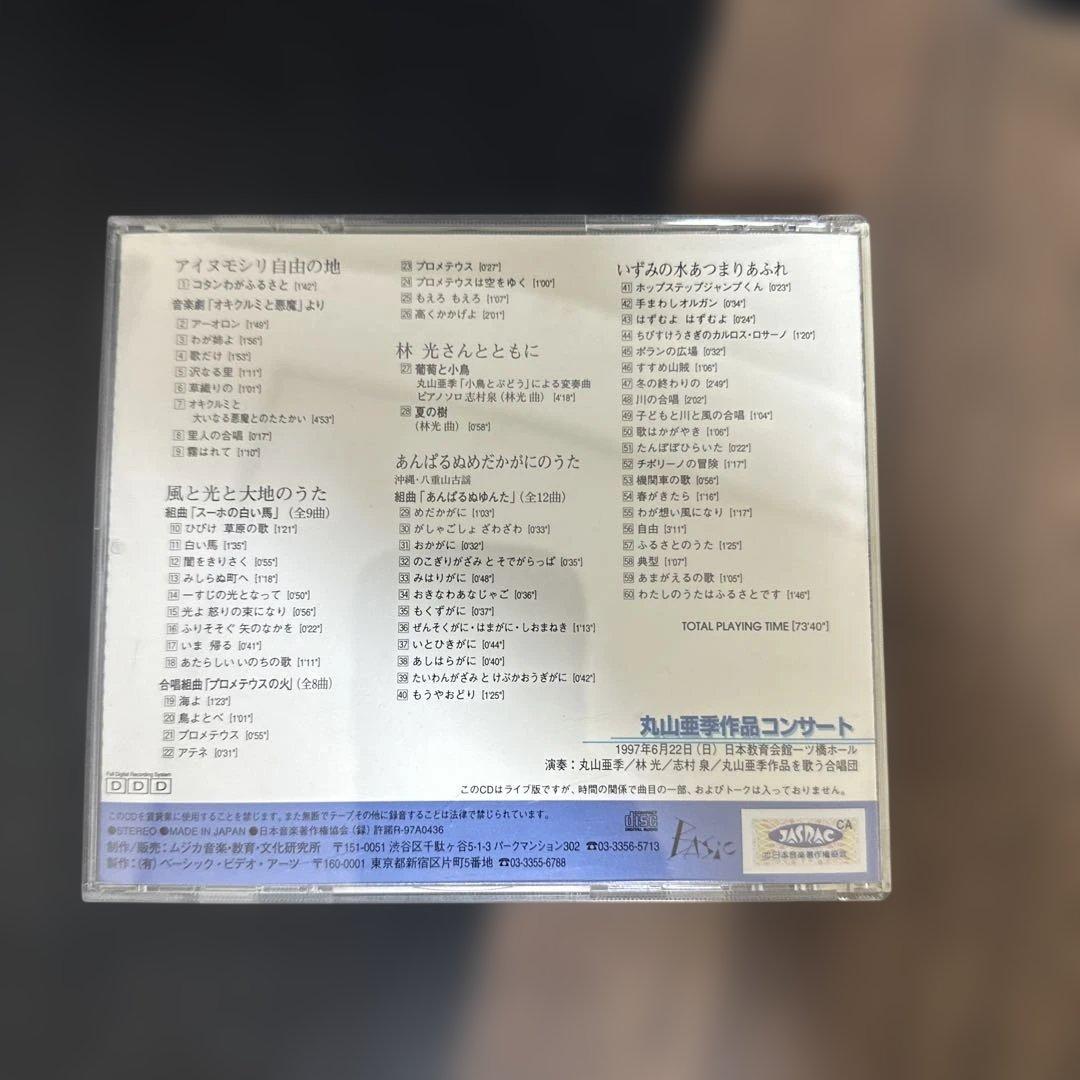 アイヌモシリ自由の地
1 コタンわがふるさと [1'42"]
音楽劇「オキクルミと悪魔」より
2 アーオロン [1'49"]
3 わが姉よ [1'56"]
4 歌だけ [1'53"]
5 沢なる里 [1'11"]
6 草織りの [1'01"]
7 オキクルミと
大いなる悪魔とのたたかい [4'53"]
8 里人の合唱 [0'17"]
9 霧はれて [1'10"]
風と光と大地のうた
組曲「スーホの白い馬」(全9曲)
10 ひびけ 草原の歌 [1'21"]
11 白い馬 [1'35"]
12 闇をきりさく [0'55"]
13 みしらぬ町へ [1'18"]
14 一すじの光となって [0'50"]
15 光よ 怒りの束になり [0'56"]
16 ふりそそぐ 矢のなかを [0'22"]
17 いま 帰る [0'41"]
18 あたらしい いのちの歌 [1'11"]
合唱組曲「プロメテウスの火」(全8曲)
19 海よ [1'23"]
20 鳥よとべ [1'01"]
21 プロメテウス [0'55"]
22 アテネ [0'31"]
23 プロメテウス [0'27"]
24 プロメテウスは空をゆく [1'00"]
25 もえろ もえろ [1'07"]
26 高くかかげよ [2'01"]
林 光さんとともに
27 葡萄と小鳥
丸山亜季「小鳥とぶどう」による変奏曲
ピアノソロ 志村泉(林光 曲) [4'18"]
28 夏の樹
(林光 曲) [0'58"]
あんぱるぬめだかがにのうた
沖縄・八重山古謡
組曲「あんぱるぬゆんた」(全12曲)
29 めだかがに [1'03"]
30 がしゃごしょ ざわざわ [0'33"]
31 おかがに [0'32"]
32 のこぎりがざみ と そでがらっぱ [0'35"]
33 みはりがに [0'48"]
34 おきなわあなじゃご [0'36"]
35 もくずがに [0'37"]
36 ぜんそくがに・はまがに・しおまねき [1'13"]
37 いとひきがに [0'44"]
38 あしはらがに [0'40"]
39 たいわんがざみ と けぶかおうぎがに [0'42"]
40 もうやおどり [1'25"]
いずみの水あつまりあふれ
41 ホップステップジャンプくん [0'23"]
42 手まわしオルガン [0'34"]
43 はずむよ はずむよ [0'24"]
44 ちびすけうさぎのカルロス・ロサーノ [1'20"]
45 ポランの広場 [0'32"]
46 すすめ山賊 [1'06"]
47 冬の終わりの [2'49"]
48 川の合唱 [2'02"]
49 子どもと川と風の合唱 [1'04"]
50 歌はかがやき [1'06"]
51 たんぽぽひらいた [0'22"]
52 チポリーノの冒険 [1'17"]
53 機関車の歌 [0'56"]
54 春がきたら [1'16"]
55 わが想い風になり [1'17"]
56 自由 [3'11"]
57 ふるさとのうた [1'25"]
58 典型 [1'07"]
59 あまがえるの歌 [1'05"]
60 わたしのうたはふるさとです [1'46"]
TOTAL PLAYING TIME [73'40"]
丸山亜季作品コンサート
1997年6月22日(日) 日本教育会館一ツ橋ホール
演奏:丸山亜季/林 光/志村 泉/丸山亜季作品を歌う合唱団
このCDはライブ版ですが、時間の関係で曲目の一部、およびトークは入っておりません。
Full Digital Recording System
DDD
このCDを賃貸業に使用することを禁じます。また無断でテープその他に録音することは法律で禁じられています。
●STEREO ●MADE IN JAPAN ●日本音楽著作権協会(録)許諾R-97A0436
制作/販売:ムジカ音楽・教育・文化研究所 〒151-0051 渋谷区千駄ヶ谷5-1-3 パークマンション302 ☎03-3356-5713
製作:(有)ベーシック・ビデオ・アーツ 〒160-0001 東京都新宿区片町5番地 ☎03-3355-6788
COMPACT disc DIGITAL AUDIO
Basic
CA
JASRAC
日本音楽著作権協会